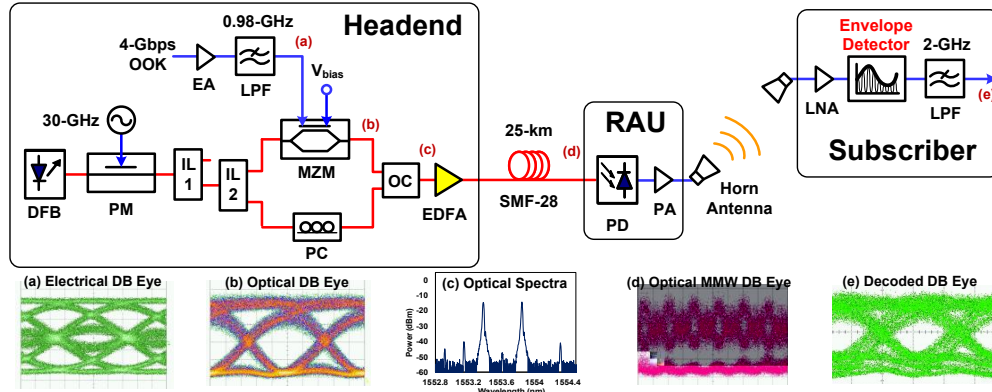 Headend
0.98-GHz
4-Gbps
OOK
EA
LPF
(a)
V_bias
30-GHz
(b)
DFB
PM
IL
1
IL
2
MZM
PC
OC
(c)
EDFA
25-km
(d)
SMF-28
RAU
PD
PA
Horn
Antenna
Envelope
Detector
2-GHz
LNA
LPF
(e)
Subscriber
(a) Electrical DB Eye
(b) Optical DB Eye
(c) Optical Spectra
Power (dBm)
0
-10
-20
-30
-40
-50
-60
1552.8 1553.2 1553.6 1554 1554.4
Wavelength (nm)
(d) Optical MMW DB Eye
(e) Decoded DB Eye